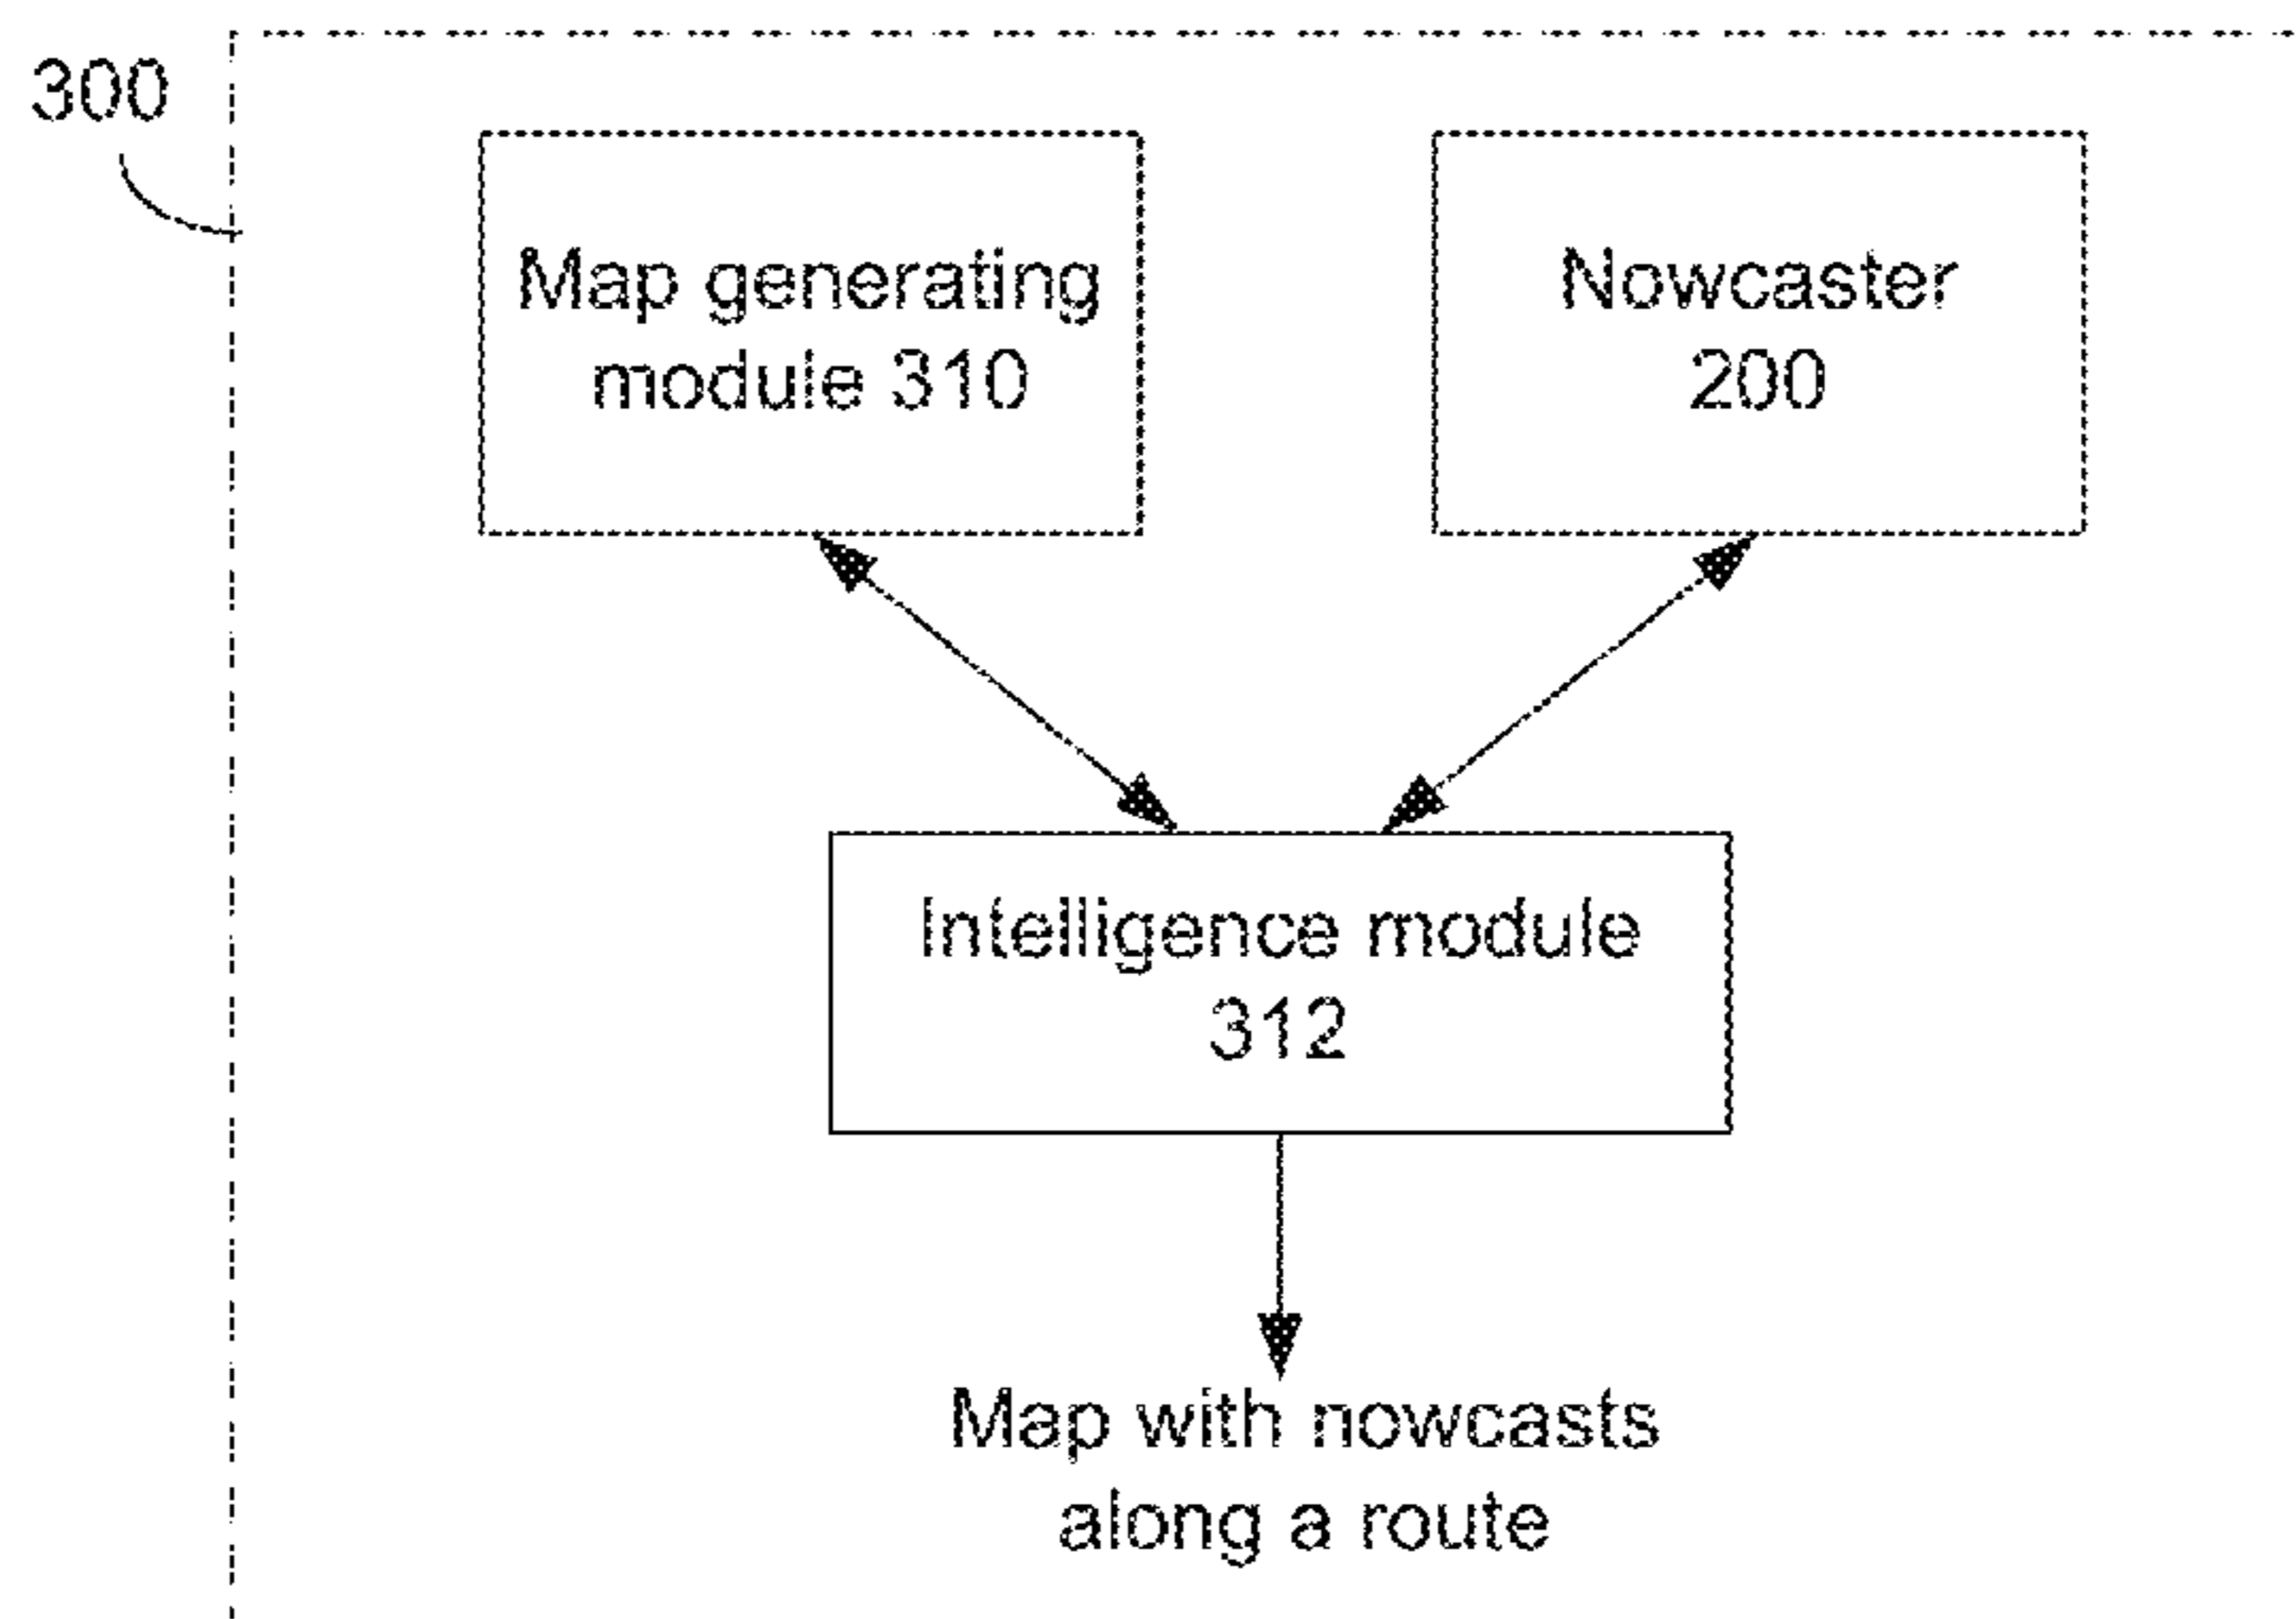 300
Map generating
module 310
Nowcaster
200
Intelligence module
312
Map with nowcasts
along a route